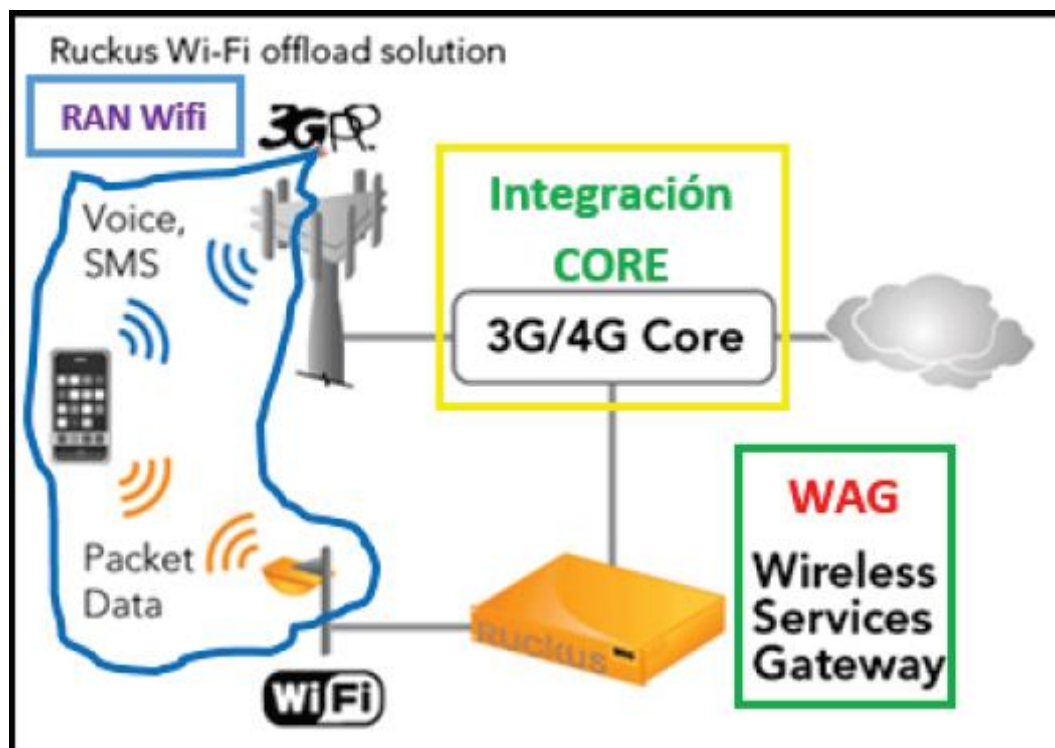 Ruckus Wi-Fi offload solution
RAN Wifi
3GPP
Voice,
SMS
Integración
CORE
3G/4G Core
Packet
Data
WiFi
RUCKUS
WAG
Wireless
Services
Gateway